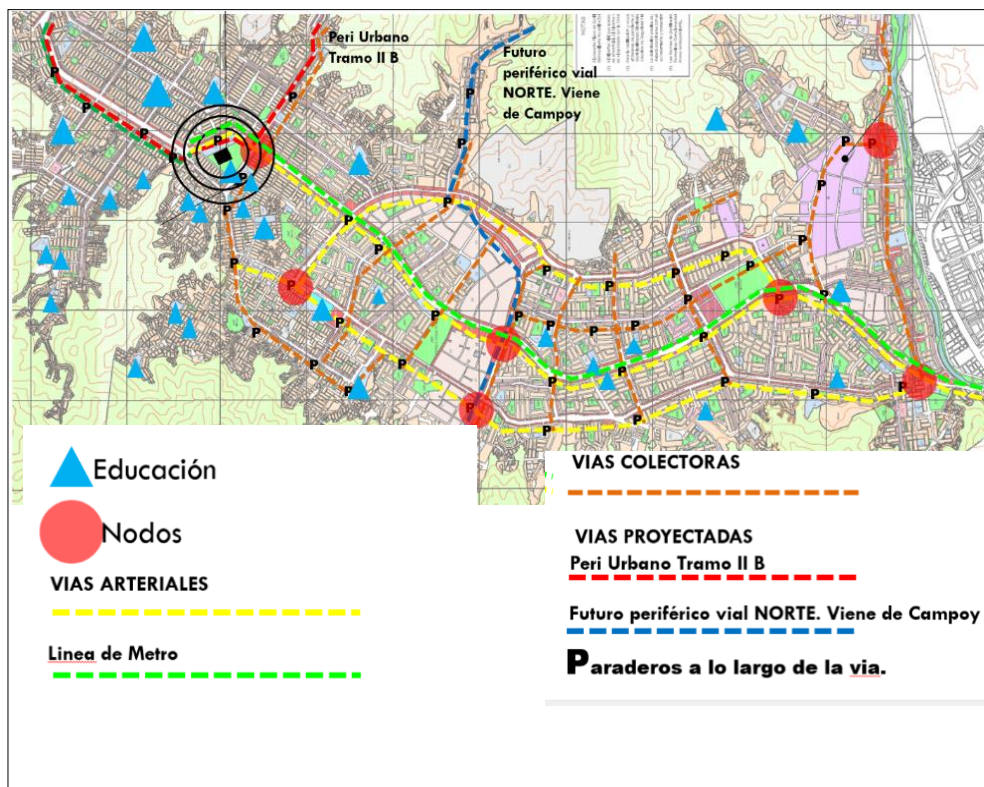 Peri Urbano
Tramo II B
Futuro
periférico vial
NORTE. Viene
de Campoy
NOTAS
Educación
Nodos
VIAS ARTERIALES
Linea de Metro
VIAS COLECTORAS
VIAS PROYECTADAS
Peri Urbano Tramo II B
Futuro periférico vial NORTE. Viene de Campoy
Paraderos a lo largo de la via.